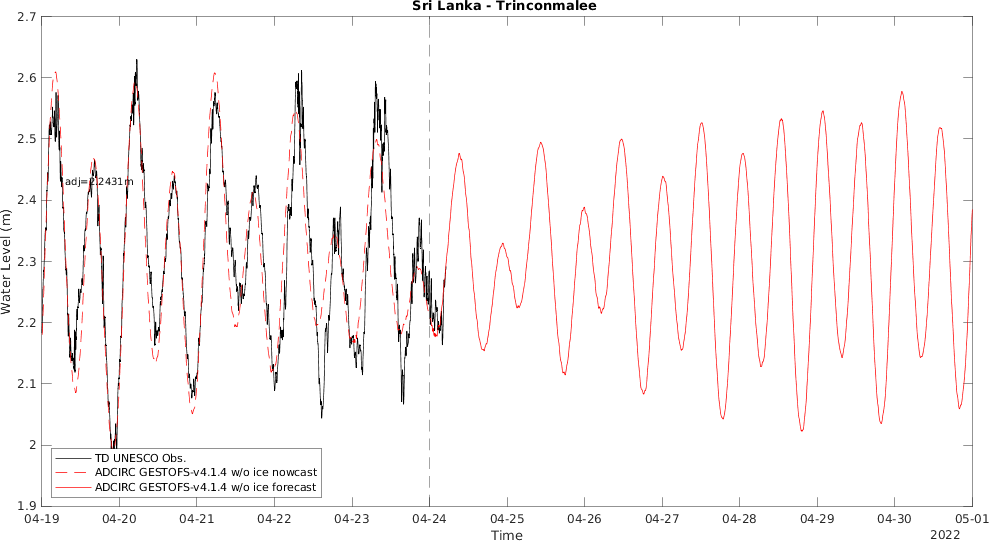 Sri Lanka - Trinconmalee
2.7
2.6
2.5
2.4
2.3
2.2
2.1
2
1.9
Water Level (m)
adj=2.2431m
TD UNESCO Obs.
ADCIRC GESTOFS-v4.1.4 w/o ice nowcast
ADCIRC GESTOFS-v4.1.4 w/o ice forecast
04-19 04-20 04-21 04-22 04-23 04-24 04-25 04-26 04-27 04-28 04-29 04-30 05-01
Time
2022